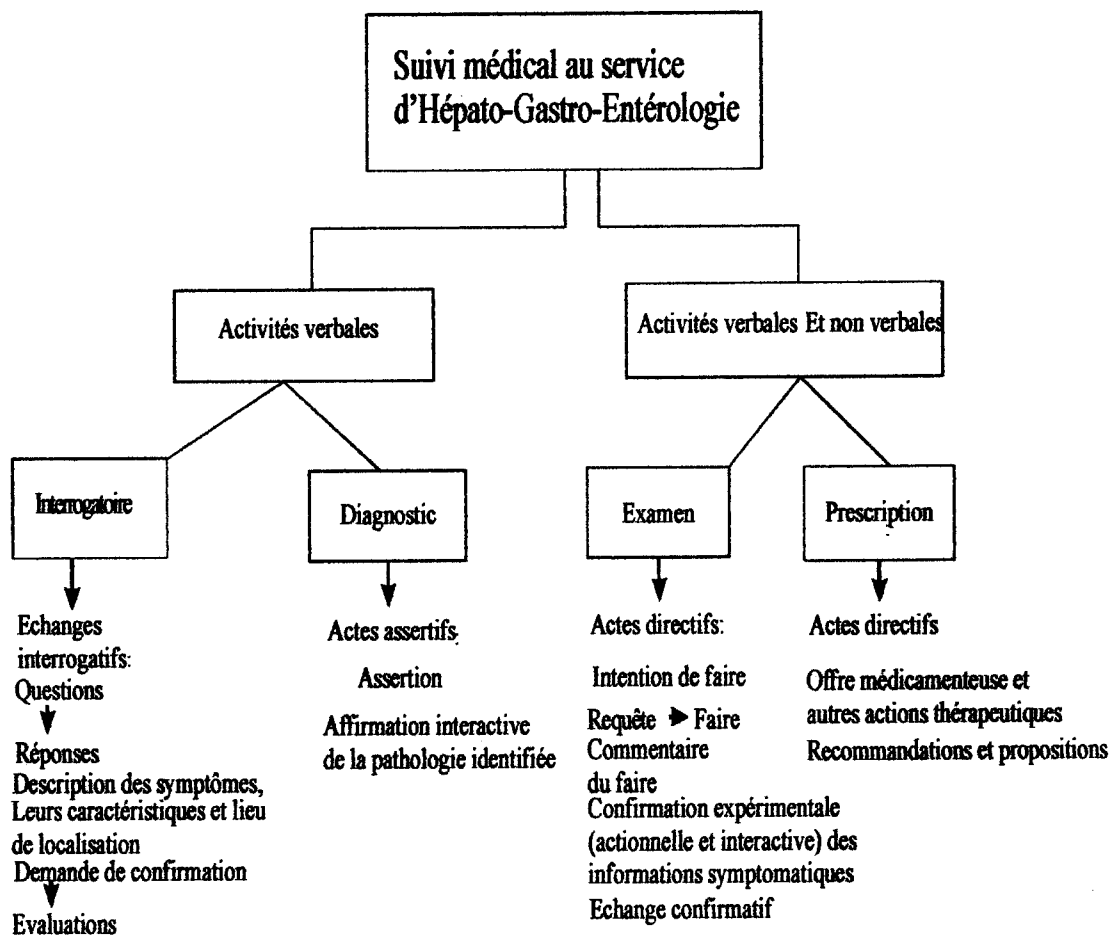 Suivi médical au service
d'Hépato-Gastro-Entérologie
Activités verbales
Activités verbales Et non verbales
Interrogatoire
Diagnostic
Examen
Prescription
Echanges
interrogatifs:
Questions
Réponses
Description des symptômes,
Leurs caractéristiques et lieu
de localisation
Demande de confirmation
Evaluations
Actes assertifs:
Assertion
Affirmation interactive
de la pathologie identifiée
Actes directifs:
Intention de faire
Requête Faire
Commentaire
du faire
Confirmation expérimentale
(actionnelle et interactive) des
informations symptomatiques
Echange confirmatif
Actes directifs
Offre médicamenteuse et
autres actions thérapeutiques
Recommandations et propositions